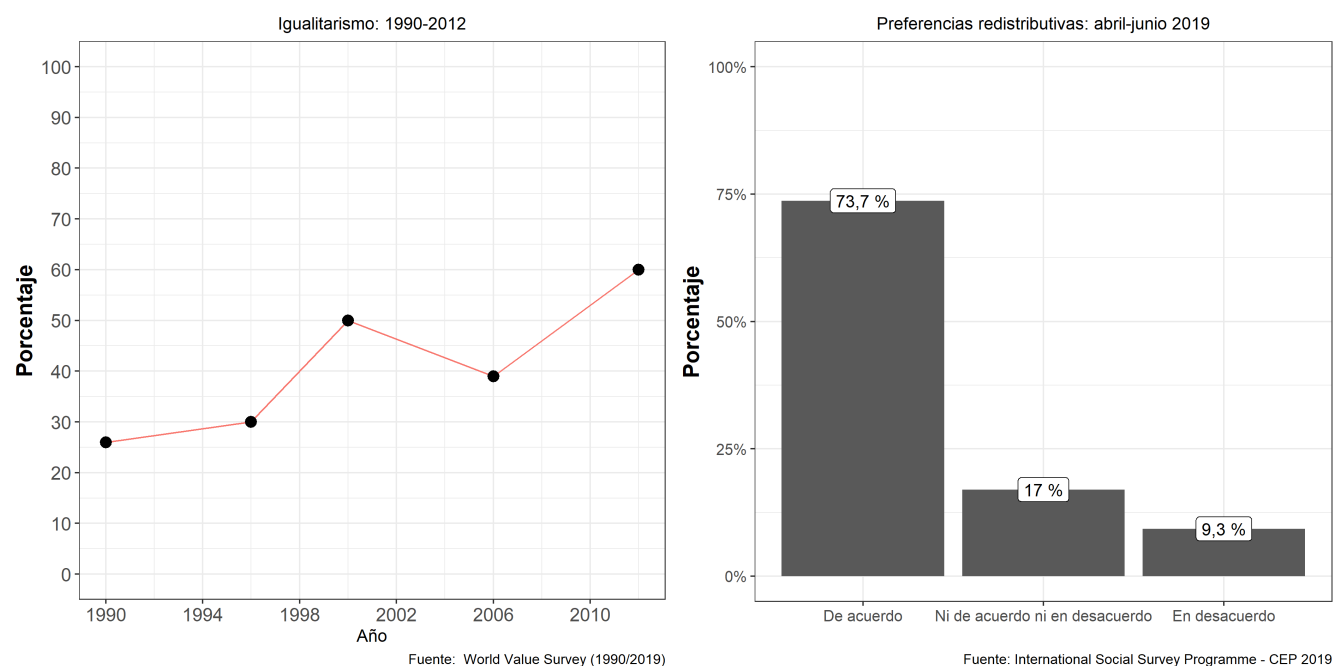 Igualitarismo: 1990-2012
Porcentaje
100
90
80
70
60
50
40
30
20
10
0
1990 1994 1998 2002 2006 2010
Año
Fuente:  World Value Survey (1990/2019)
Preferencias redistributivas: abril-junio 2019
Porcentaje
100%
75%
50%
25%
0%
73,7 %
17 %
9,3 %
De acuerdo Ni de acuerdo ni en desacuerdo En desacuerdo
Fuente: International Social Survey Programme - CEP 2019